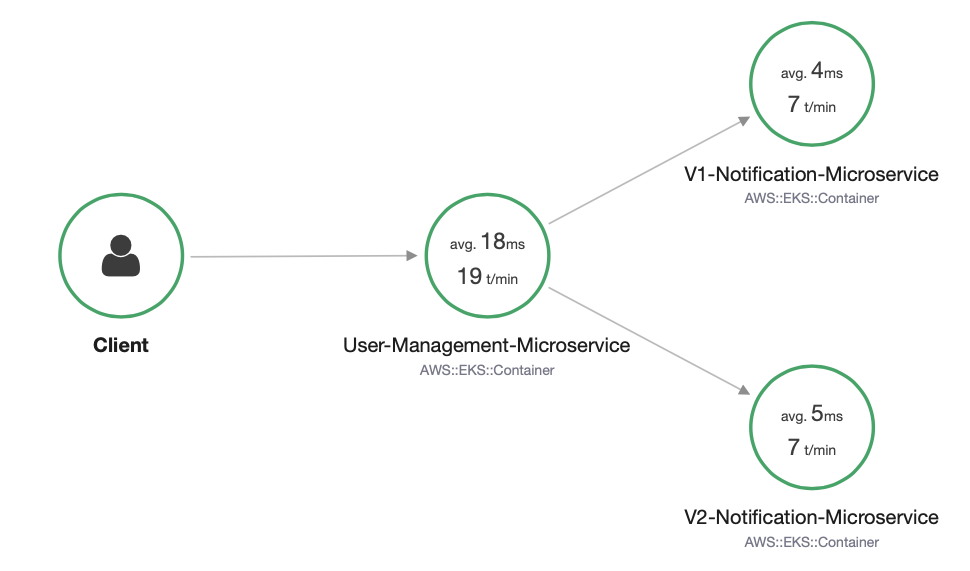 Client
avg. 18ms
19 t/min
User-Management-Microservice
AWS::EKS::Container
avg. 4ms
7 t/min
V1-Notification-Microservice
AWS::EKS::Container
avg. 5ms
7 t/min
V2-Notification-Microservice
AWS::EKS::Container